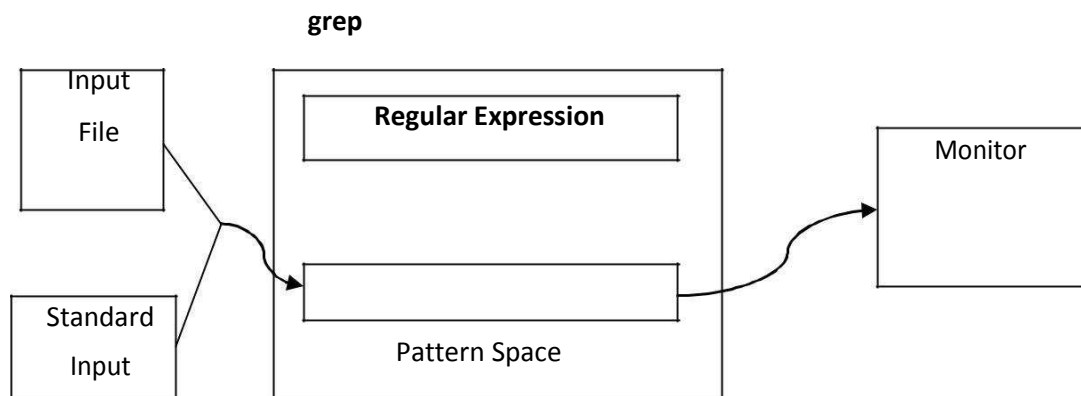 grep
Input
File
Regular Expression
Monitor
Standard
Input
Pattern Space